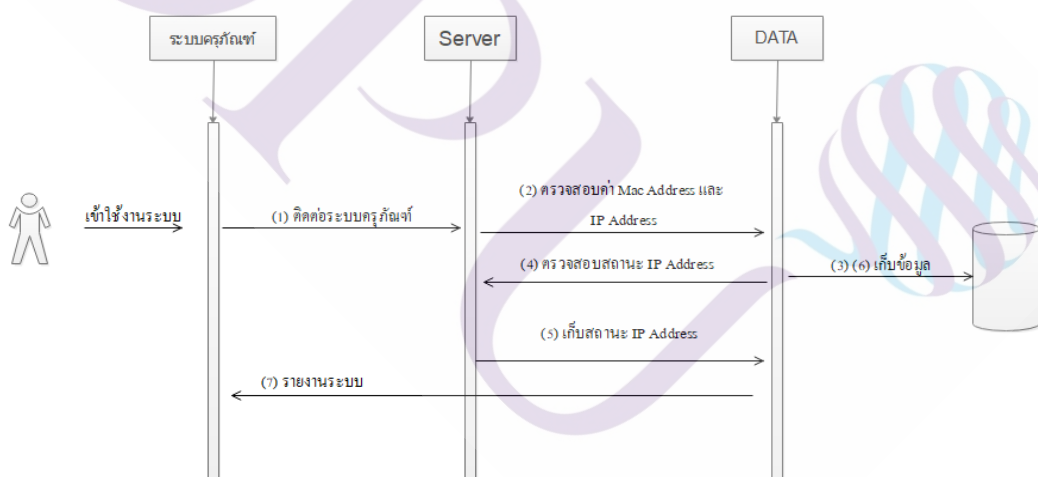 ระบบครุภัณฑ์
Server
DATA
(2) ตรวจสอบค่า Mac Address และ
IP Address
เข้าใช้งานระบบ
(1) ติดต่อระบบครุภัณฑ์
(4) ตรวจสอบสถานะ IP Address
(3) (6) เก็บข้อมูล
(5) เก็บสถานะ IP Address
(7) รายงานระบบ